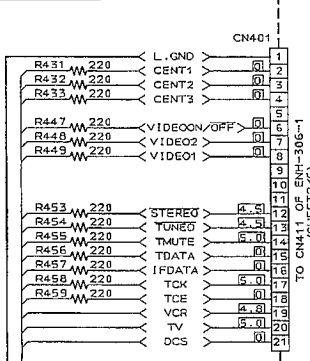 CN401
L.GND 1
R431 220 CENT1 0 2
R432 220 CENT2 0 3
R433 220 CENT3 0 4
5
R447 220 VIDEOON/OFF 0 6
R448 220 VIDEO2 0 7
R449 220 VIDEO1 0 8
9
10
11
R453 220 STEREO 4.5 12
R454 220 TUNED 4.5 13
R455 220 TMUTE 5.0 14
R456 220 TDATA 0 15
R457 220 IFDATA 0 16
R458 220 TCK 5.0 17
R459 220 TCE 0 18
VCR 4.8 19
TV 5.0 20
DCS 0 21
TO CN411 OF ENH-306-1